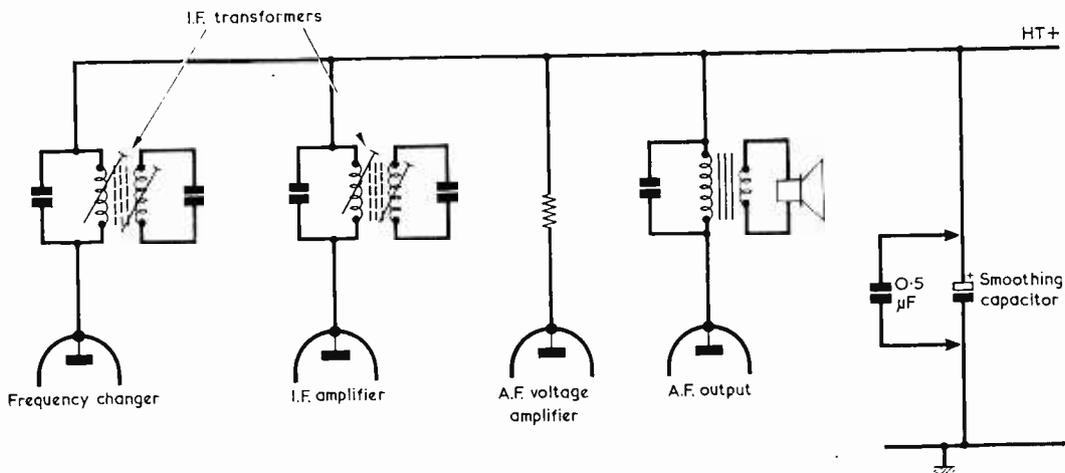 I.F. transformers
HT+
0·5
µF
+
Smoothing
capacitor
Frequency changer
I.F. amplifier
A.F. voltage
amplifier
A.F. output